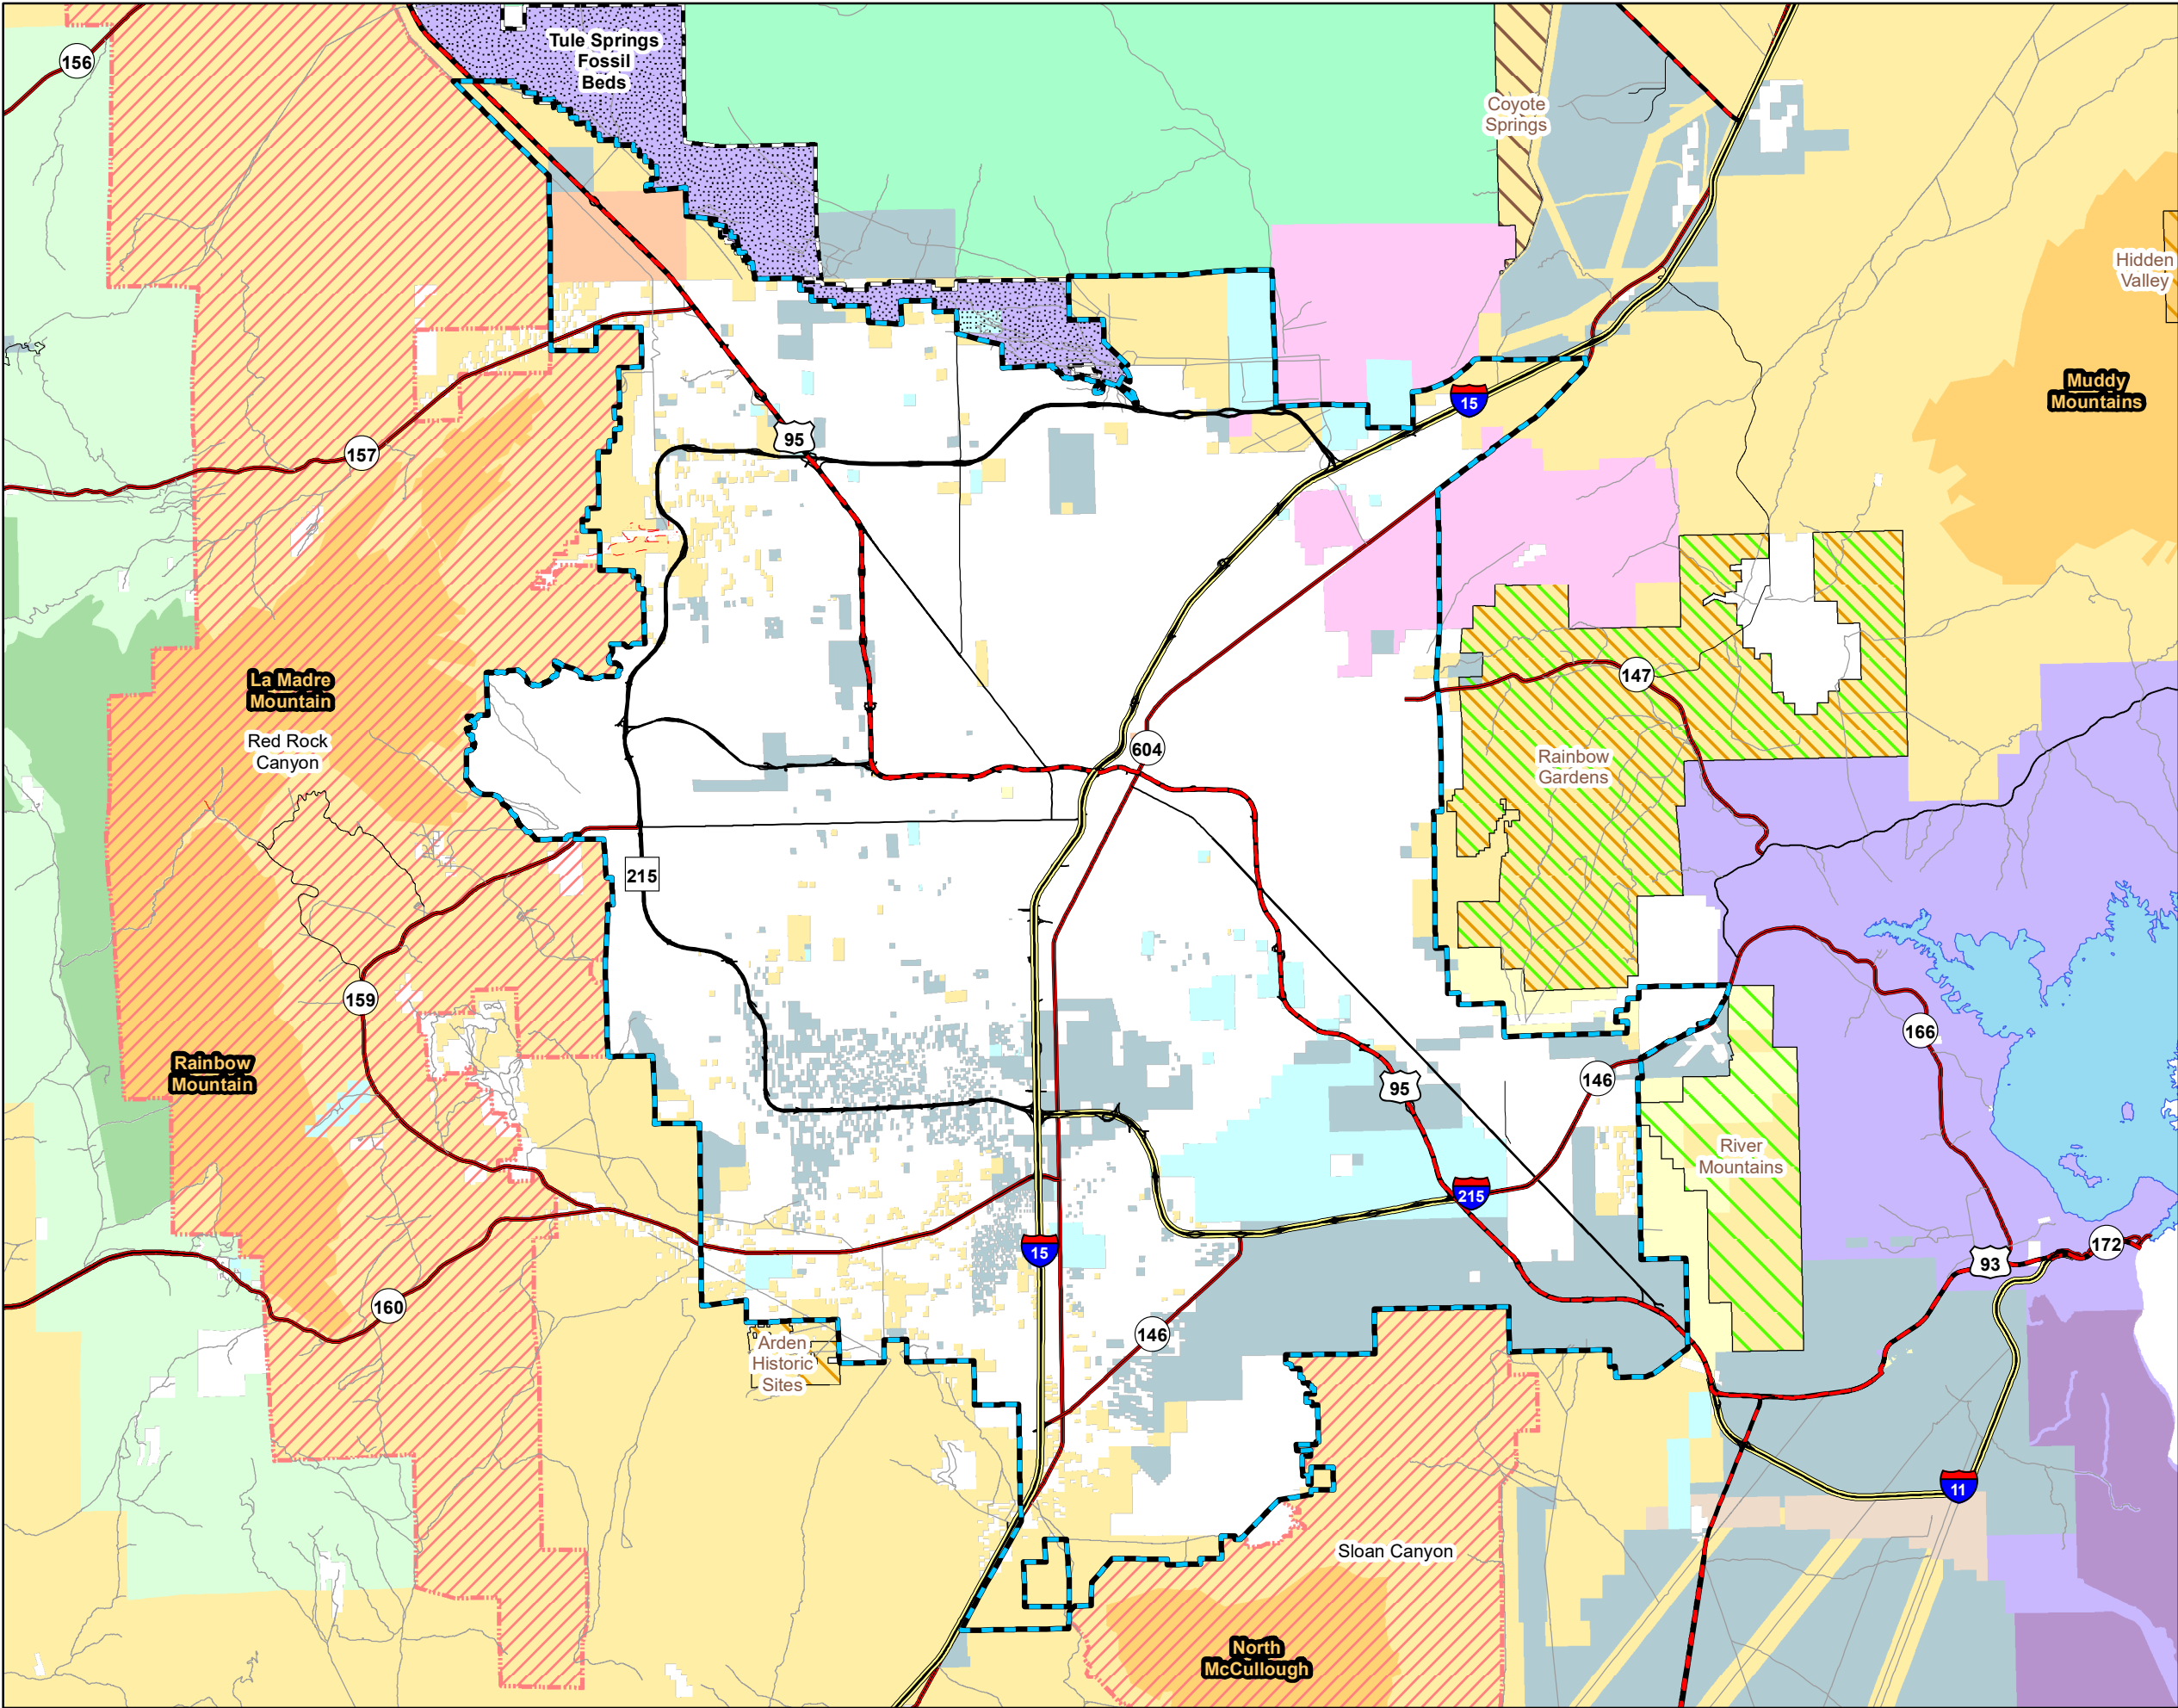 Tule Springs
Fossil
Beds
156
Coyote
Springs
Hidden
Valley
Muddy
Mountains
15
95
157
147
La Madre
Mountain
Red Rock
Canyon
604
Rainbow
Gardens
215
159
166
Rainbow
Mountain
146
95
River
Mountains
215
15
172
93
160
146
Arden
Historic
Sites
11
Sloan Canyon
North
McCullough